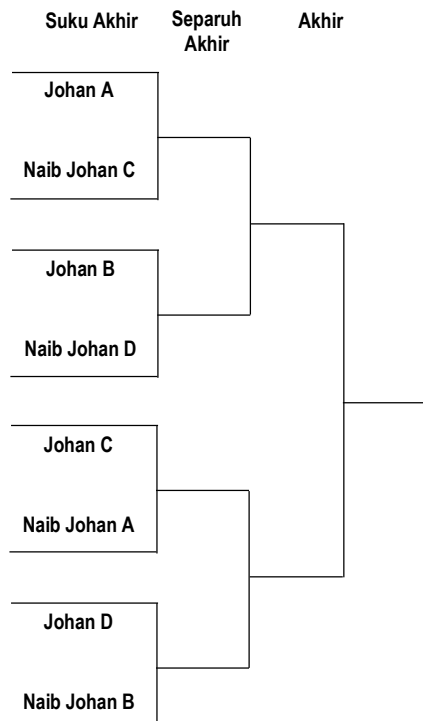 Suku Akhir
Separuh
Akhir
Akhir
Johan A
Naib Johan C
Johan B
Naib Johan D
Johan C
Naib Johan A
Johan D
Naib Johan B